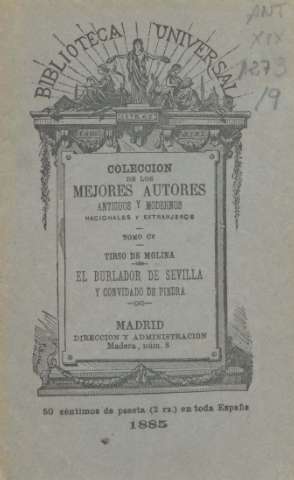 BIBLIOTECA UNIVERSAL
ANT
XIX
1273
/9
LETRAS
COLECCION
DE LOS
MEJORES AUTORES
ANTIGUOS Y MODERNOS
NACIONALES Y EXTRANJEROS
TOMO CV
TIRSO DE MOLINA
EL BURLADOR DE SEVILLA
Y CONVIDADO DE PIEDRA
MADRID
DIRECCION Y ADMINISTRACION
Madera, núm. 8
50 céntimos de peseta (2 rs.) en toda España
1885